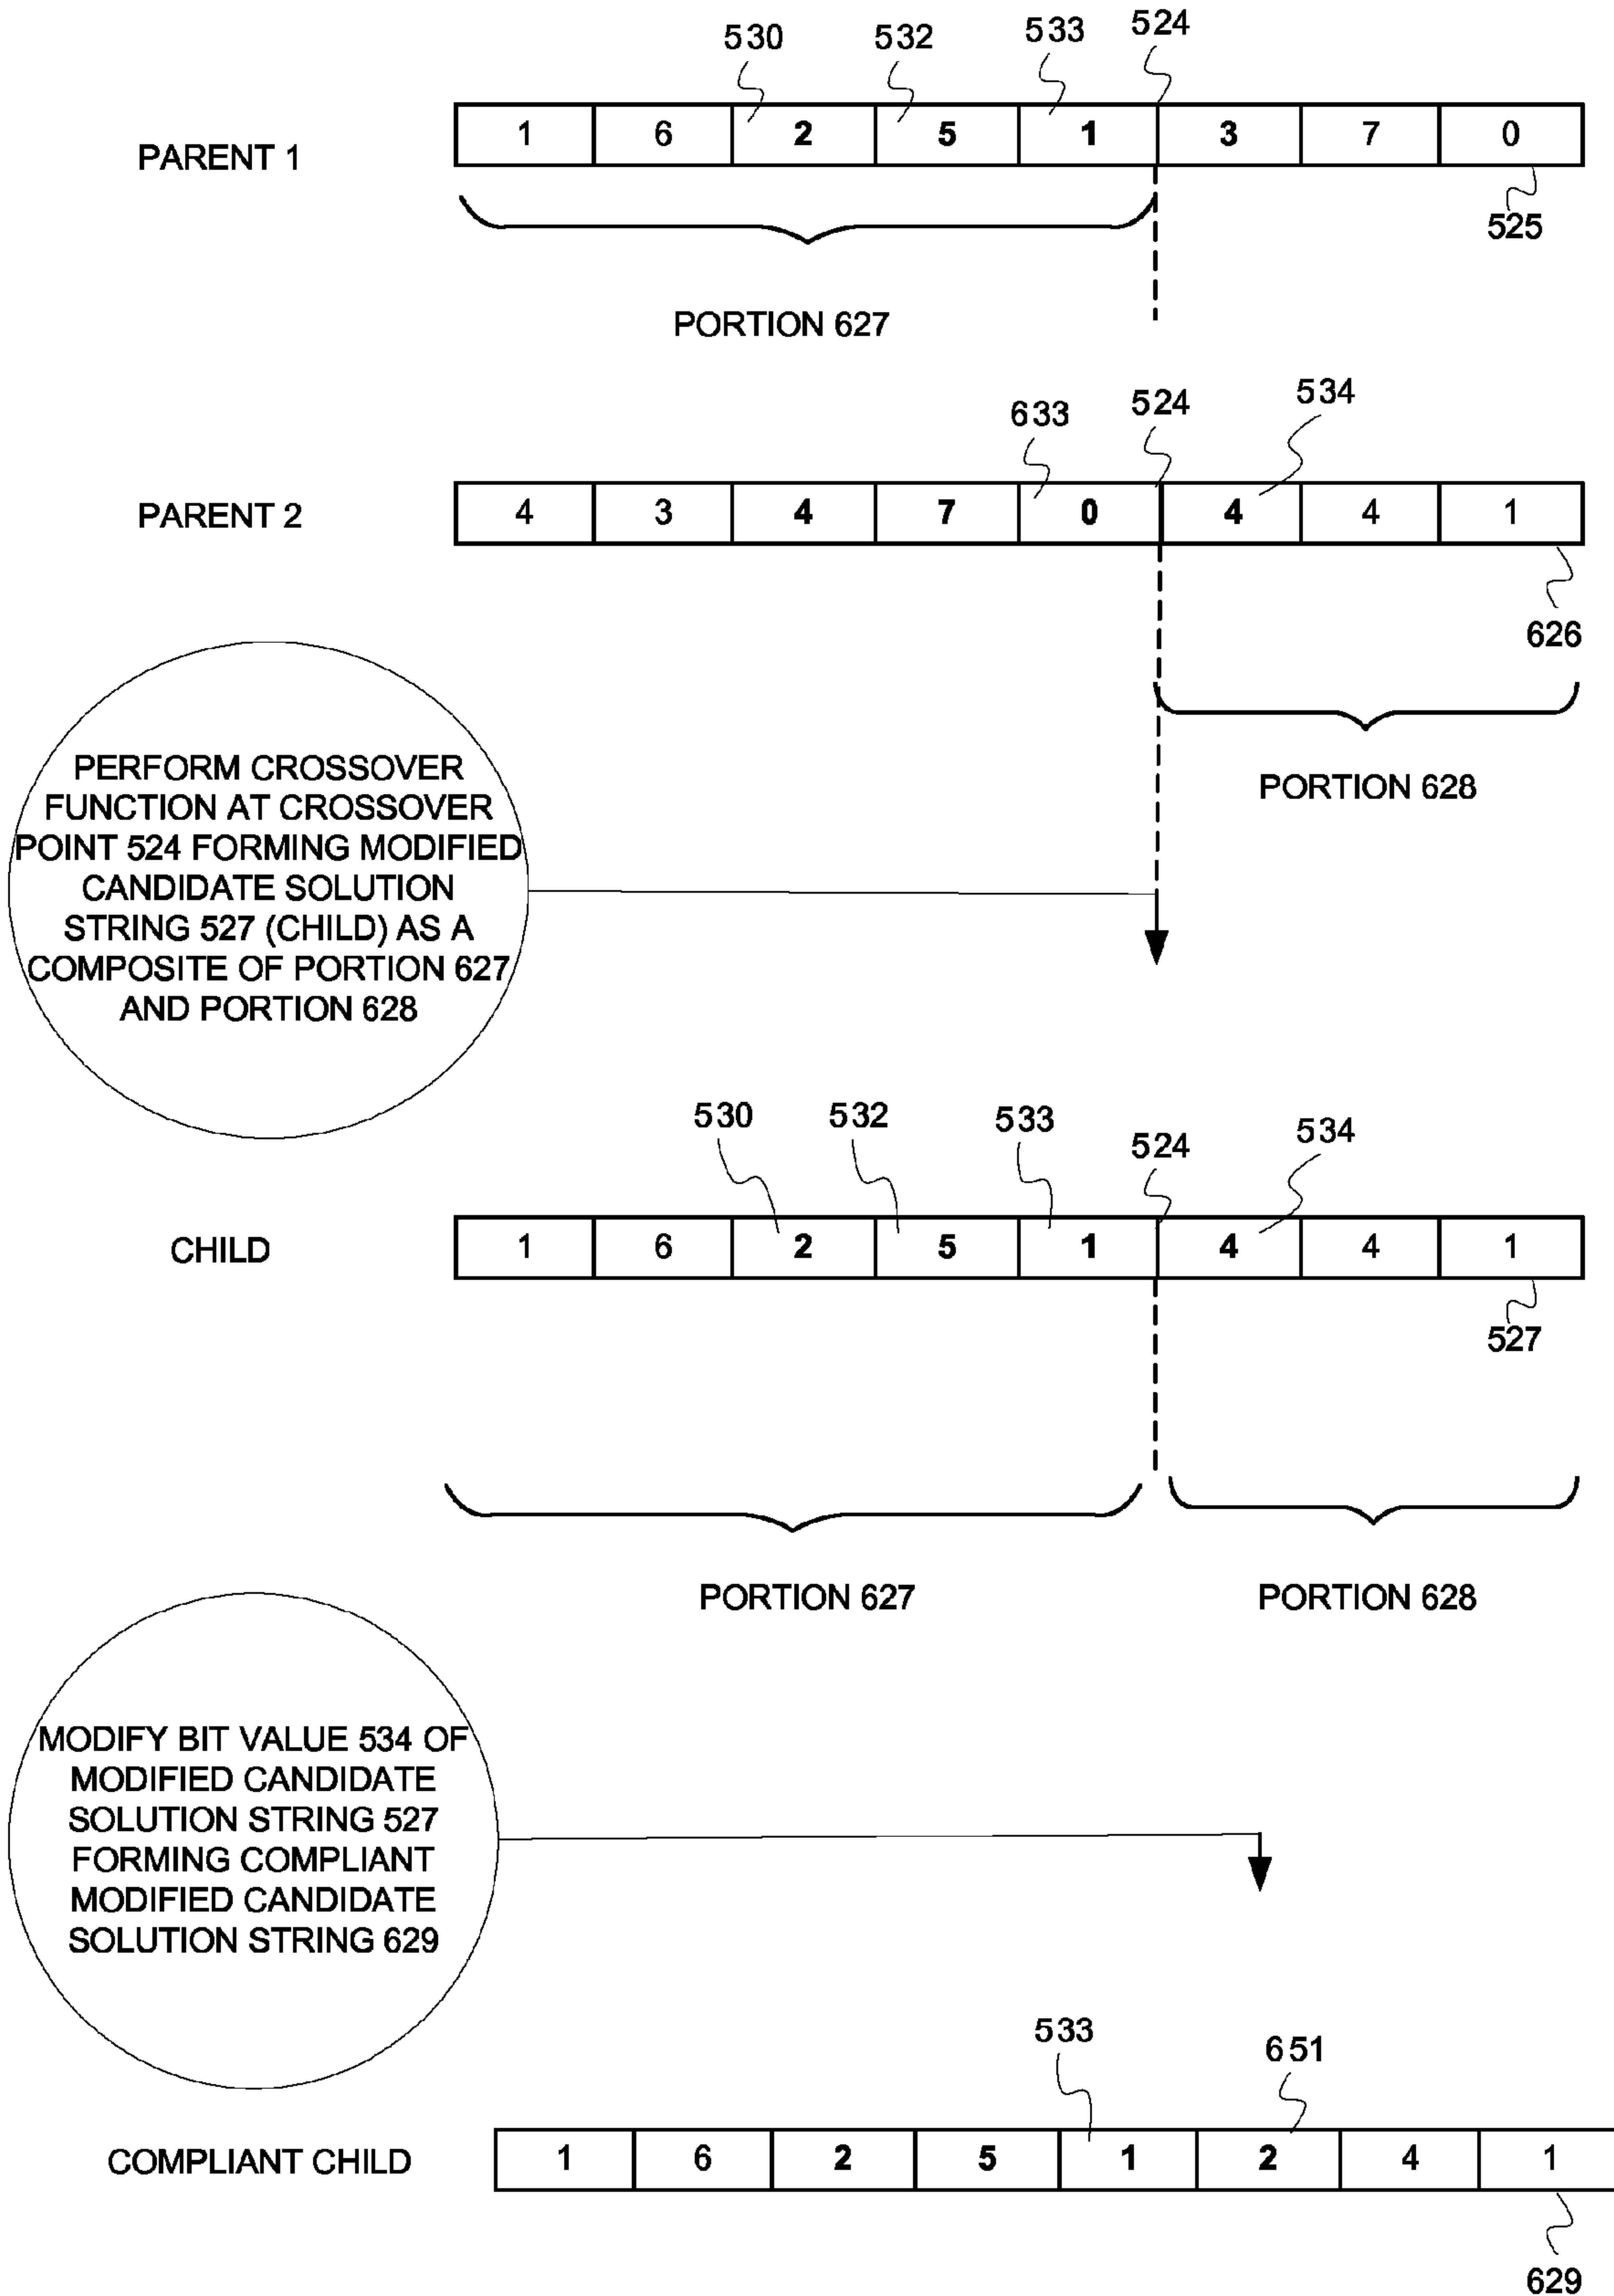 530 532 533 524
PARENT 1 1 6 2 5 1 3 7 0
525
PORTION 627
633 524 534
PARENT 2 4 3 4 7 0 4 4 1
626
PORTION 628
PERFORM CROSSOVER
FUNCTION AT CROSSOVER
POINT 524 FORMING MODIFIED
CANDIDATE SOLUTION
STRING 527 (CHILD) AS A
COMPOSITE OF PORTION 627
AND PORTION 628
530 532 533 524 534
CHILD 1 6 2 5 1 4 4 1
527
PORTION 627 PORTION 628
MODIFY BIT VALUE 534 OF
MODIFIED CANDIDATE
SOLUTION STRING 527
FORMING COMPLIANT
MODIFIED CANDIDATE
SOLUTION STRING 629
533 651
COMPLIANT CHILD 1 6 2 5 1 2 4 1
629